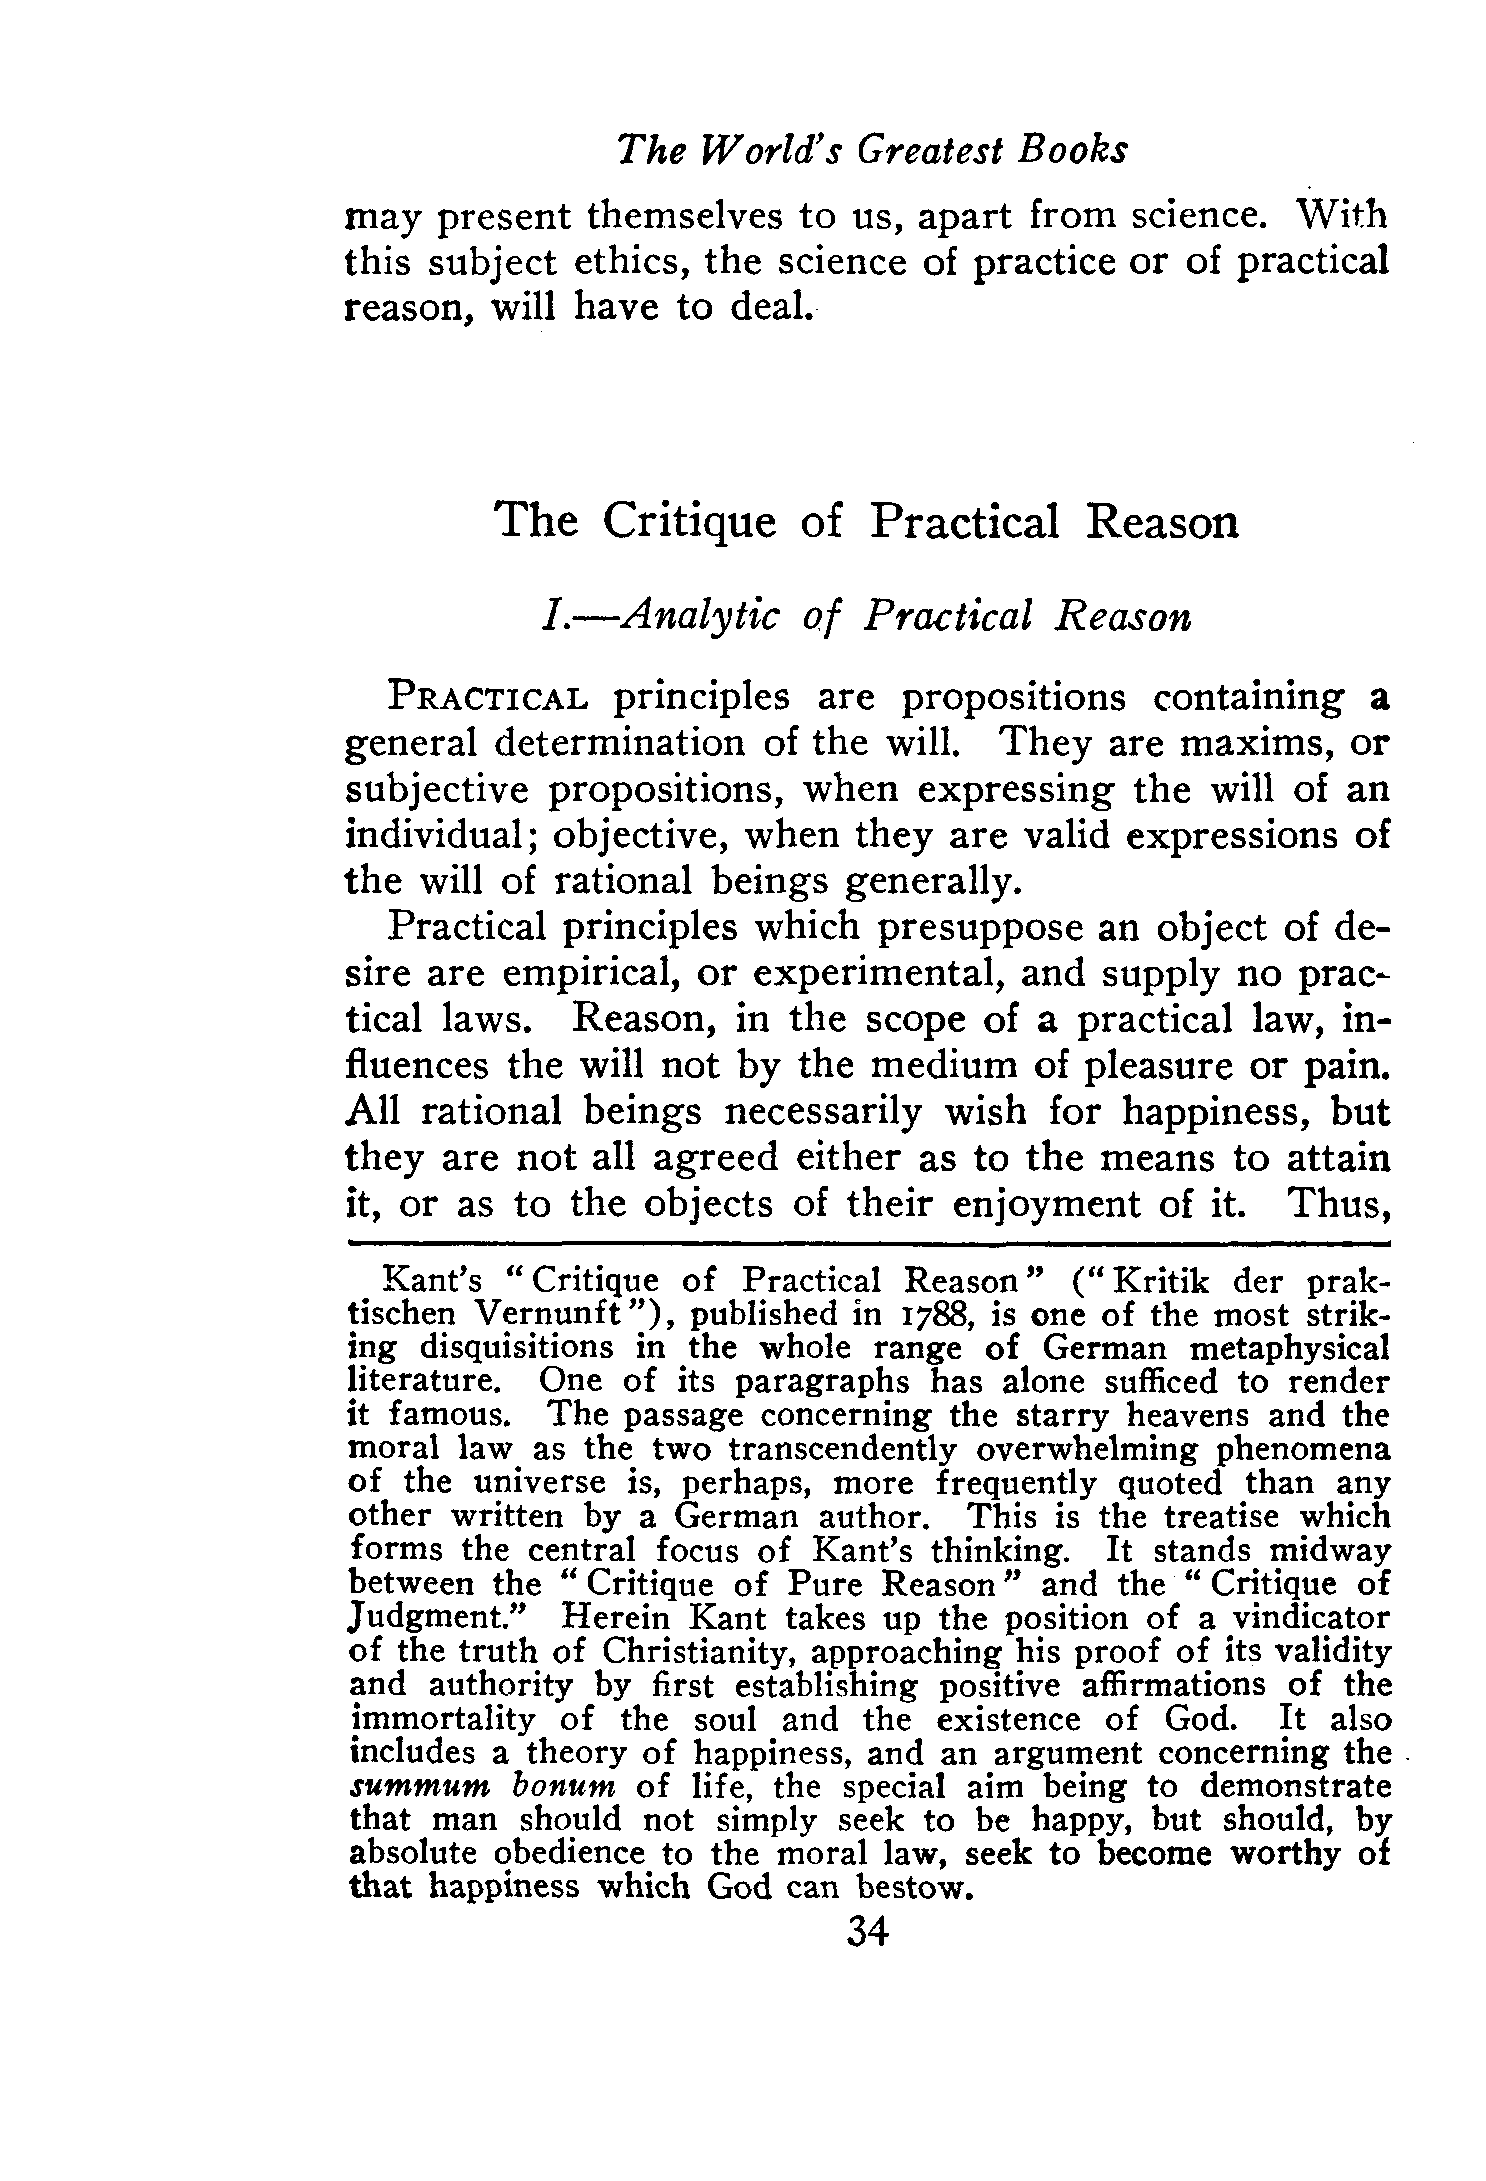 The World's Greatest Books
may present themselves to us, apart from science. With
this subject ethics, the science of practice or of practical
reason, will have to deal.
The Critique of Practical Reason
I.—Analytic of Practical Reason
PRACTICAL principles are propositions containing a
general determination of the will. They are maxims, or
subjective propositions, when expressing the will of an
individual; objective, when they are valid expressions of
the will of rational beings generally.
Practical principles which presuppose an object of de-
sire are empirical, or experimental, and supply no prac-
tical laws. Reason, in the scope of a practical law, in-
fluences the will not by the medium of pleasure or pain.
All rational beings necessarily wish for happiness, but
they are not all agreed either as to the means to attain
it, or as to the objects of their enjoyment of it. Thus,
Kant's "Critique of Practical Reason" ("Kritik der prak-
tischen Vernunft"), published in 1788, is one of the most strik-
ing disquisitions in the whole range of German metaphysical
literature. One of its paragraphs has alone sufficed to render
it famous. The passage concerning the starry heavens and the
moral law as the two transcendently overwhelming phenomena
of the universe is, perhaps, more frequently quoted than any
other written by a German author. This is the treatise which
forms the central focus of Kant's thinking. It stands midway
between the "Critique of Pure Reason" and the "Critique of
Judgment." Herein Kant takes up the position of a vindicator
of the truth of Christianity, approaching his proof of its validity
and authority by first establishing positive affirmations of the
immortality of the soul and the existence of God. It also
includes a theory of happiness, and an argument concerning the
summum bonum of life, the special aim being to demonstrate
that man should not simply seek to be happy, but should, by
absolute obedience to the moral law, seek to become worthy of
that happiness which God can bestow.
34